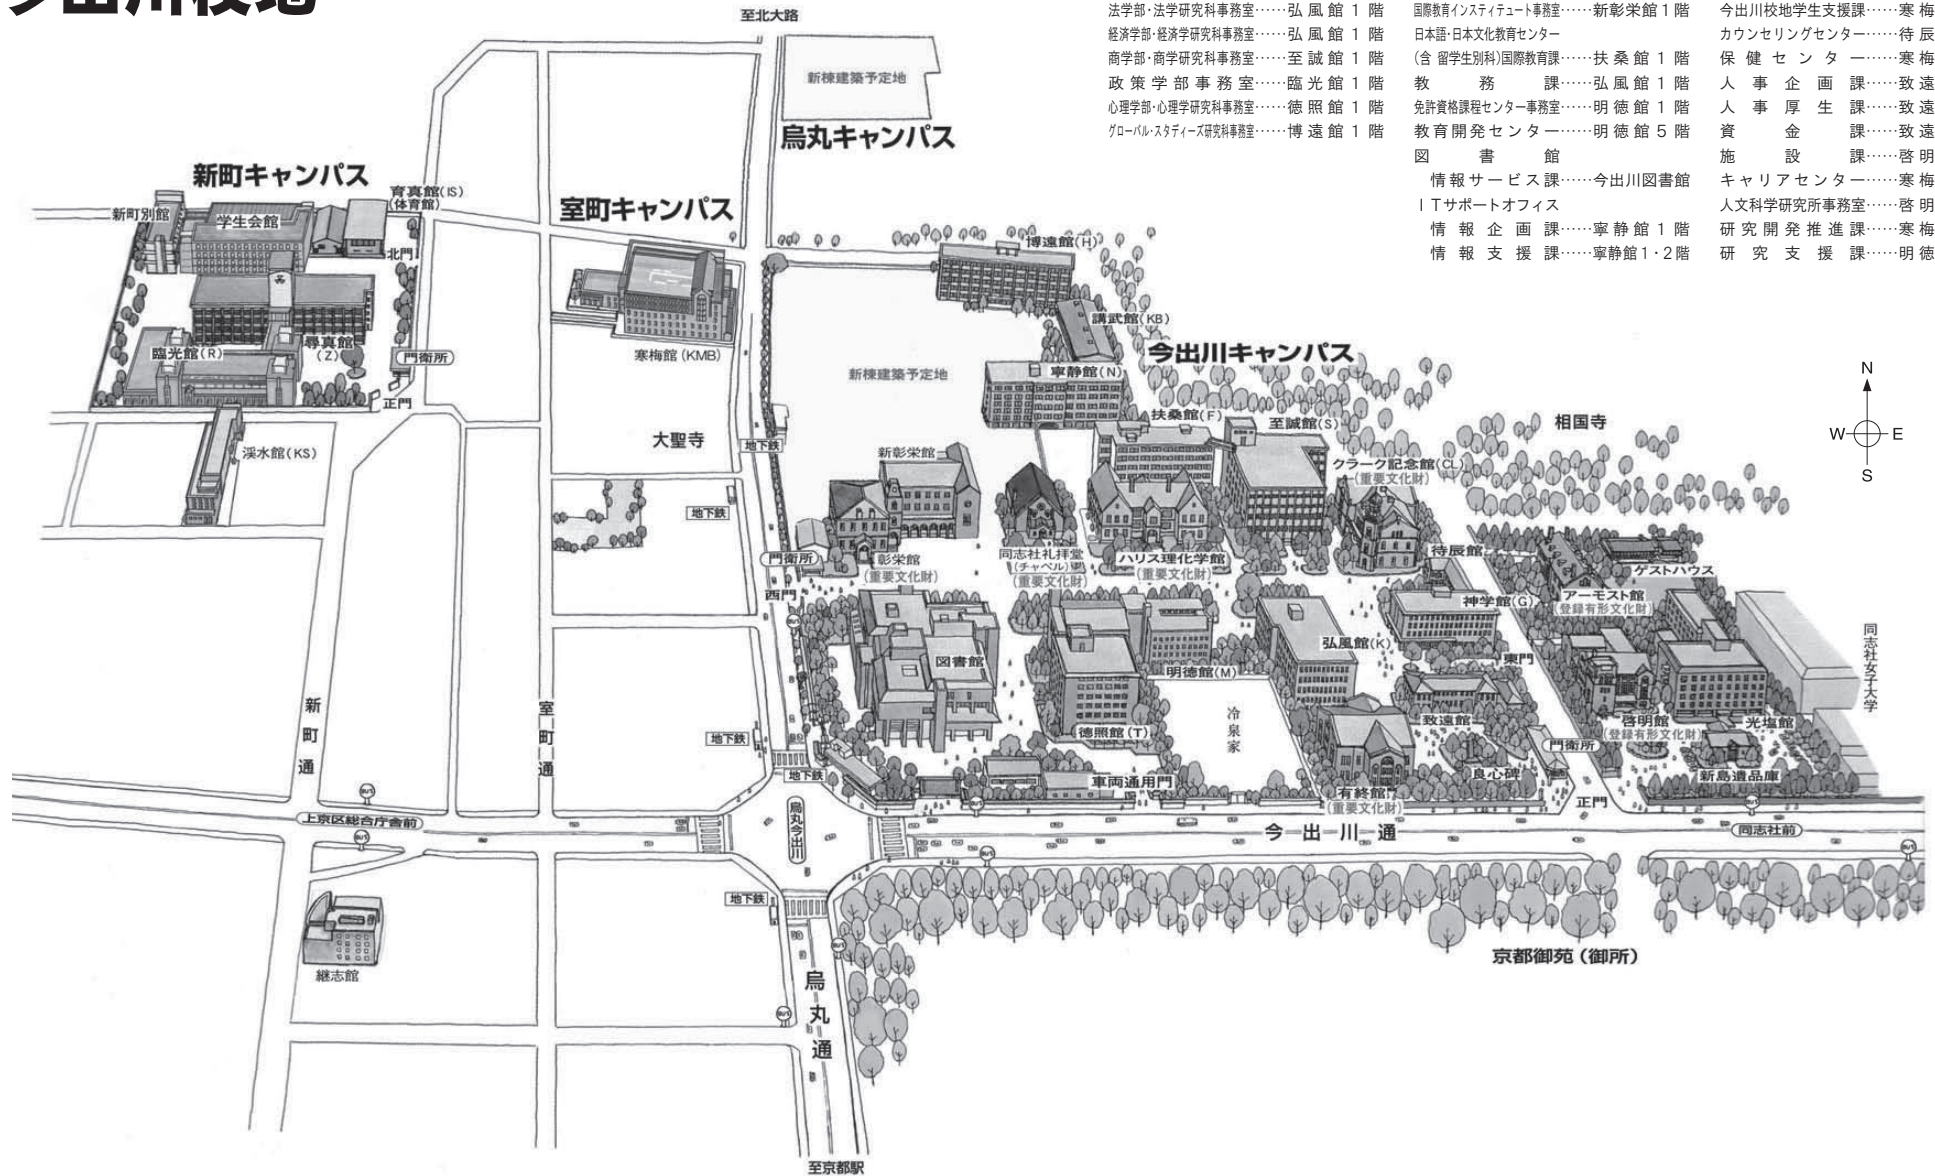 今出川校地
法学部・法学研究科事務室……弘風館1階
経済学部・経済学研究科事務室……弘風館1階
商学部・商学研究科事務室……至誠館1階
政策学部事務室……臨光館1階
心理学部・心理学研究科事務室……徳照館1階
グローバル・スタディーズ研究科事務室……博遠館1階
国際教育インスティテュート事務室……新彰栄館1階
日本語・日本文化教育センター
(含 留学生別科)国際教育課……扶桑館1階
教務課……弘風館1階
免許資格課程センター事務室……明徳館1階
教育開発センター……明徳館5階
図書館
情報サービス課……今出川図書館
ITサポートオフィス
情報企画課……寧静館1階
情報支援課……寧静館1・2階
今出川校地学生支援課……寒梅
カウンセリングセンター……待辰
保健センター……寒梅
人事企画課……致遠
人事厚生課……致遠
資金課……致遠
施設課……啓明
キャリアセンター……寒梅
人文科学研究所事務室……啓明
研究開発推進課……寒梅
研究支援課……明徳
至北大路
新棟建築予定地
烏丸キャンパス
新町キャンパス
育真館(IS)
(体育館)
新町別館
学生会館
北門
臨光館(R)
尋真館
(Z)
門衛所
正門
渓水館(KS)
室町キャンパス
寒梅館(KMB)
大聖寺
地下鉄
地下鉄
博遠館(H)
講武館(KB)
今出川キャンパス
新棟建築予定地
寧静館(N)
扶桑館(F)
至誠館(S)
相国寺
N
W
E
S
新彰栄館
クラーク記念館(CL)
(重要文化財)
門衛所
彰栄館
(重要文化財)
同志社礼拝堂
(チャペル)
(重要文化財)
ハリス理化学館
(重要文化財)
待辰館
ゲストハウス
アーモスト館
(登録有形文化財)
神学館(G)
西門
BUS
図書館
明徳館(M)
弘風館(K)
東門
同志社女子大学
徳照館(T)
冷泉家
致遠館
啓明館
(登録有形文化財)
光塩館
門衛所
良心碑
新島遺品庫
新町通
室町通
地下鉄
地下鉄
車両通用門
有終館
(重要文化財)
正門
BUS
BUS
BUS
上京区総合庁舎前
BUS
烏丸今出川
今出川通
同志社前
BUS
BUS
地下鉄
継志館
BUS
京都御苑(御所)
BUS
烏丸通
至京都駅